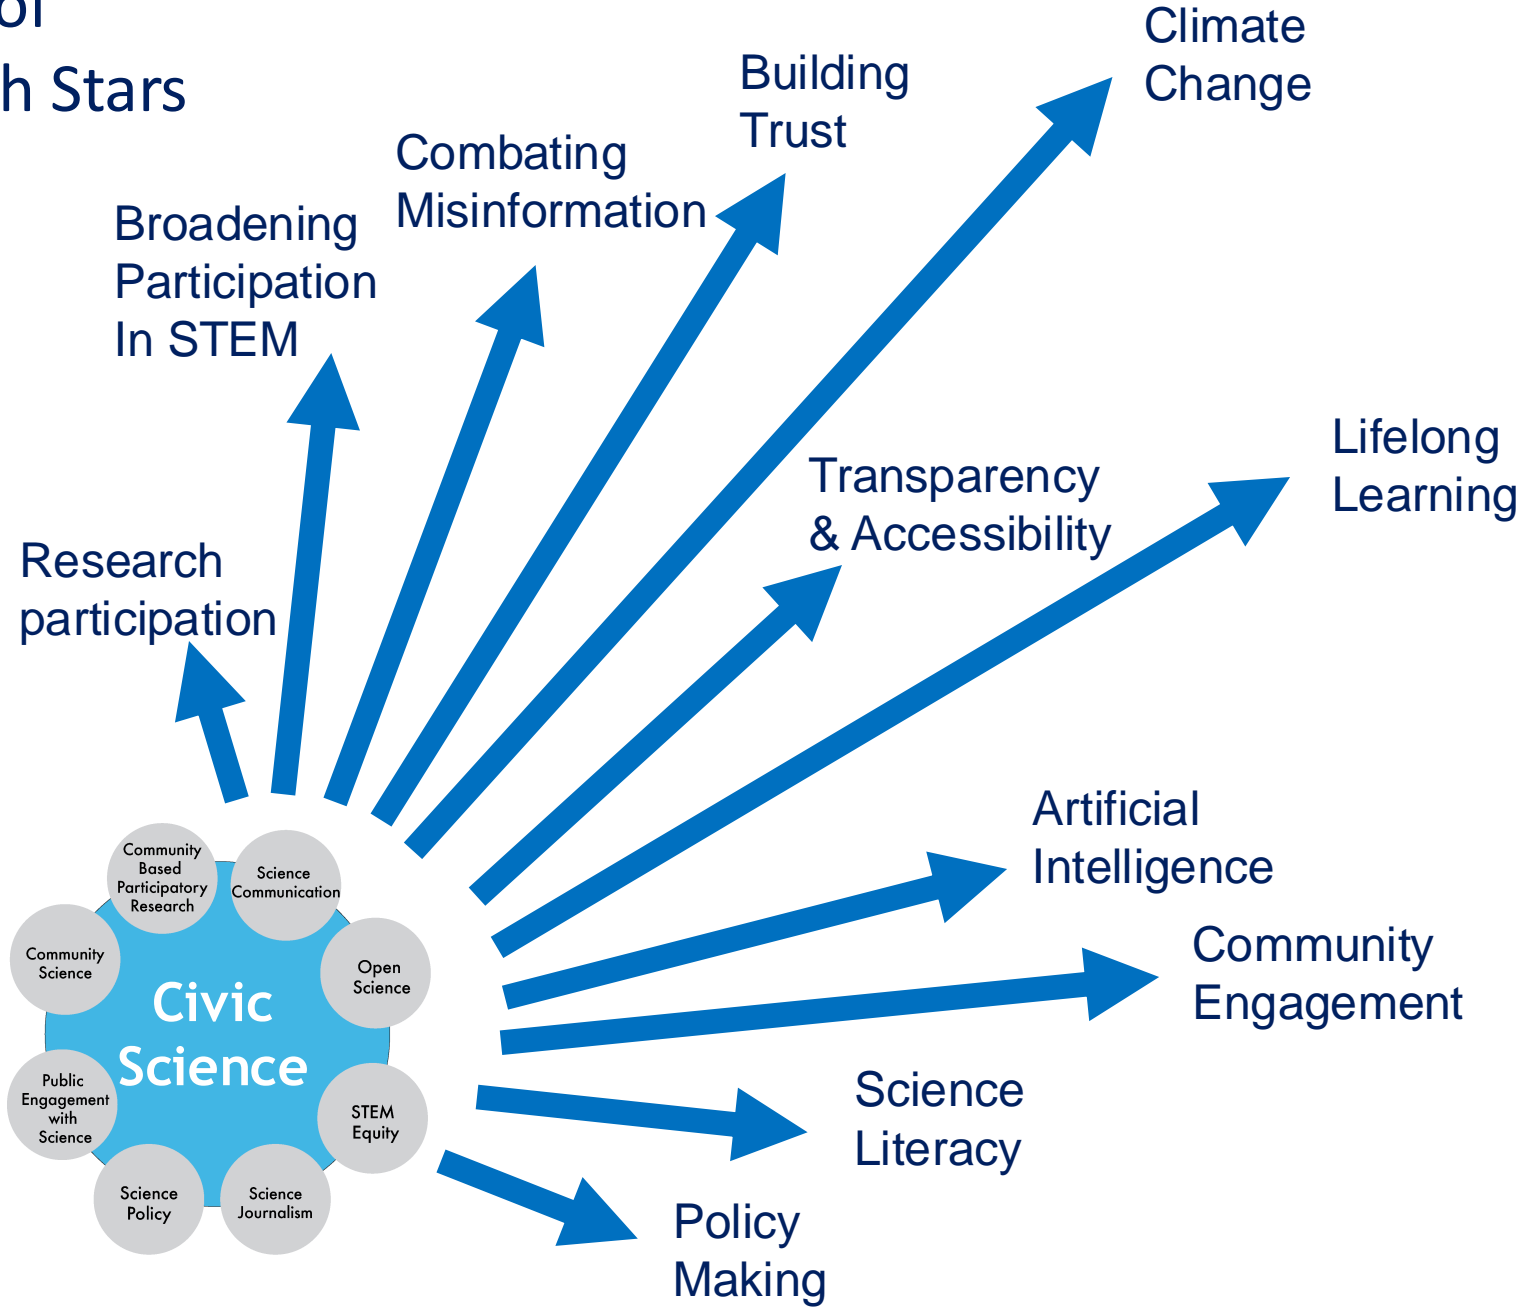 of
h Stars
Climate
Change
Building
Trust
Combating
Misinformation
Broadening
Participation
In STEM
Lifelong
Learning
Transparency
& Accessibility
Research
participation
Artificial
Intelligence
Community
Engagement
Science
Literacy
Policy
Making
Civic
Science
Community
Based
Participatory
Research
Science
Communication
Open
Science
STEM
Equity
Science
Journalism
Science
Policy
Public
Engagement
with
Science
Community
Science